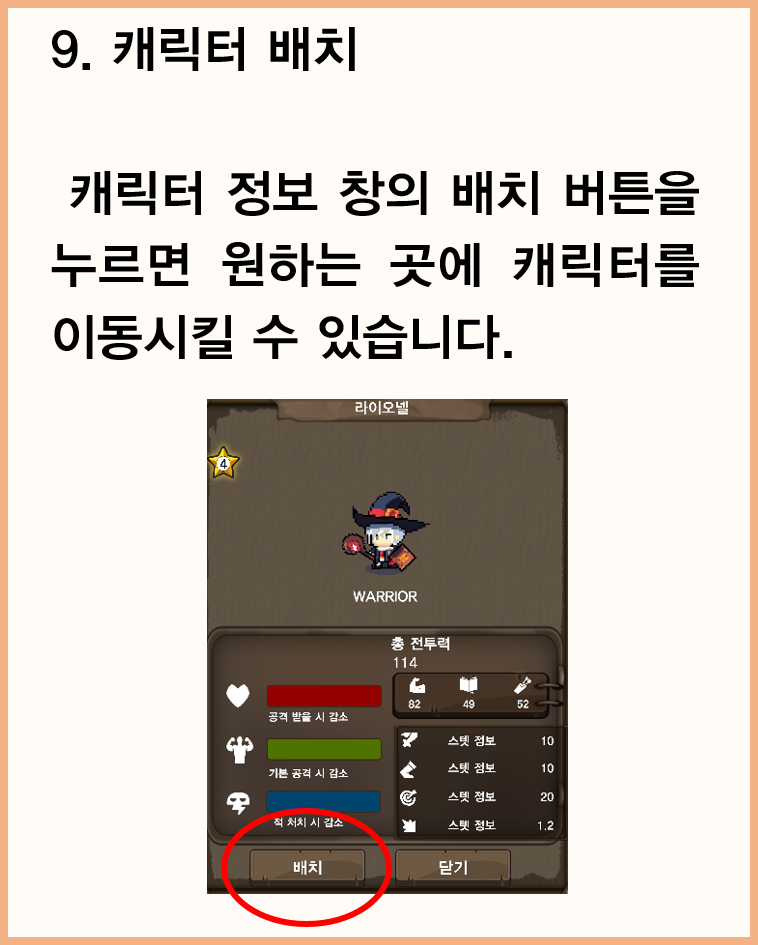 9. 캐릭터 배치
캐릭터 정보 창의 배치 버튼을
누르면 원하는 곳에 캐릭터를
이동시킬 수 있습니다.
라이오넬
4
WARRIOR
총 전투력
114
82 49 52
공격 받을 시 감소
기본 공격 시 감소
적 처치 시 감소
스텟 정보 10
스텟 정보 10
스텟 정보 20
스텟 정보 1.2
배치 닫기